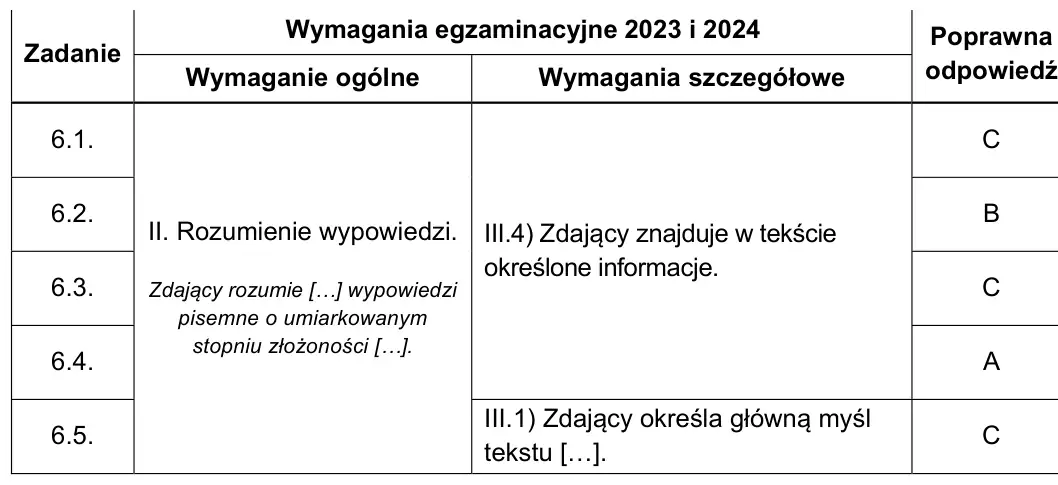 Zadanie
Wymagania egzaminacyjne 2023 i 2024
Poprawna
odpowiedź
Wymaganie ogólne
Wymagania szczegółowe
6.1.
C
6.2.
B
II. Rozumienie wypowiedzi.
Zdający rozumie […] wypowiedzi
pisemne o umiarkowanym
stopniu złożoności […].
III.4) Zdający znajduje w tekście
określone informacje.
6.3.
C
6.4.
A
6.5.
III.1) Zdający określa główną myśl
tekstu […].
C